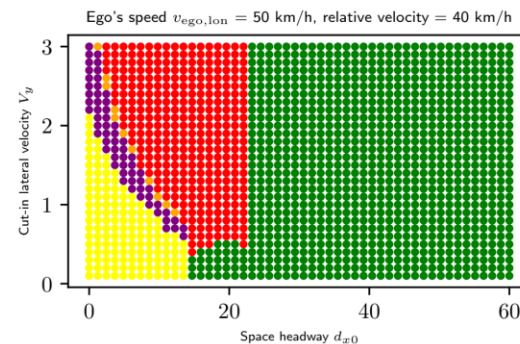 Ego's speed v_ego,lon = 50 km/h, relative velocity = 40 km/h
Cut-in lateral velocity V_y
3
2
1
0
0
20
40
60
Space headway d_x0